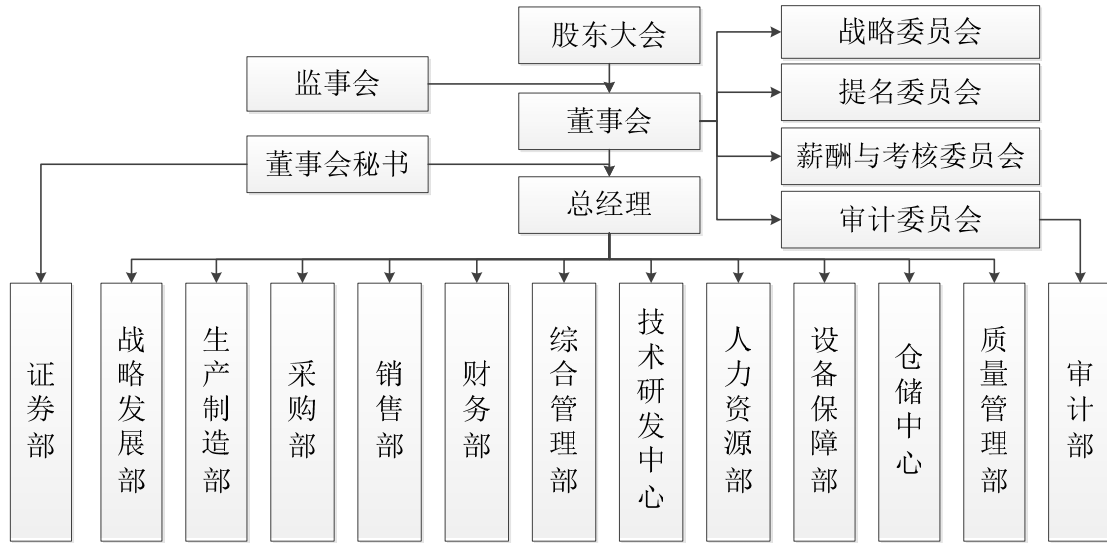 股东大会
战略委员会
监事会
提名委员会
董事会
董事会秘书
薪酬与考核委员会
总经理
审计委员会
证券部
战略发展部
生产制造部
采购部
销售部
财务部
综合管理部
技术研发中心
人力资源部
设备保障部
仓储中心
质量管理部
审计部